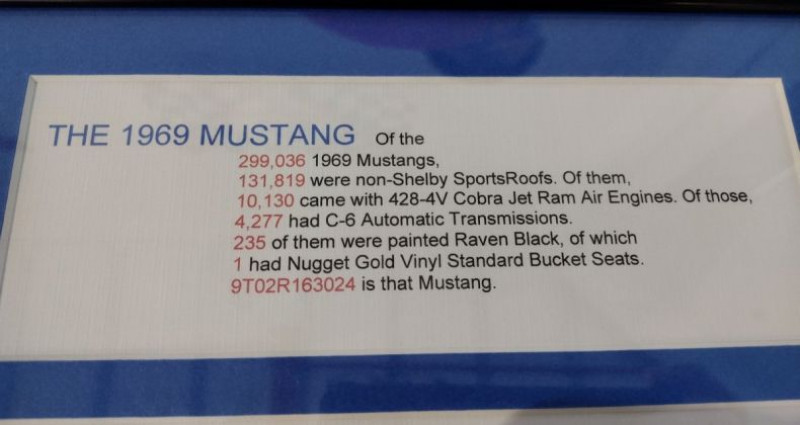 THE 1969 MUSTANG Of the
299,036 1969 Mustangs,
131,819 were non-Shelby SportsRoofs. Of them,
10,130 came with 428-4V Cobra Jet Ram Air Engines. Of those,
4,277 had C-6 Automatic Transmissions.
235 of them were painted Raven Black, of which
1 had Nugget Gold Vinyl Standard Bucket Seats.
9T02R163024 is that Mustang.